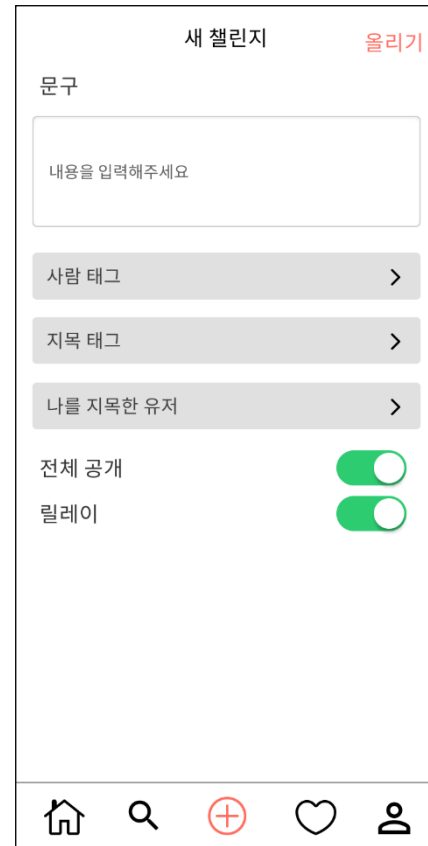 새 챌린지
올리기
문구
내용을 입력해주세요
사람 태그
지목 태그
나를 지목한 유저
전체 공개
릴레이